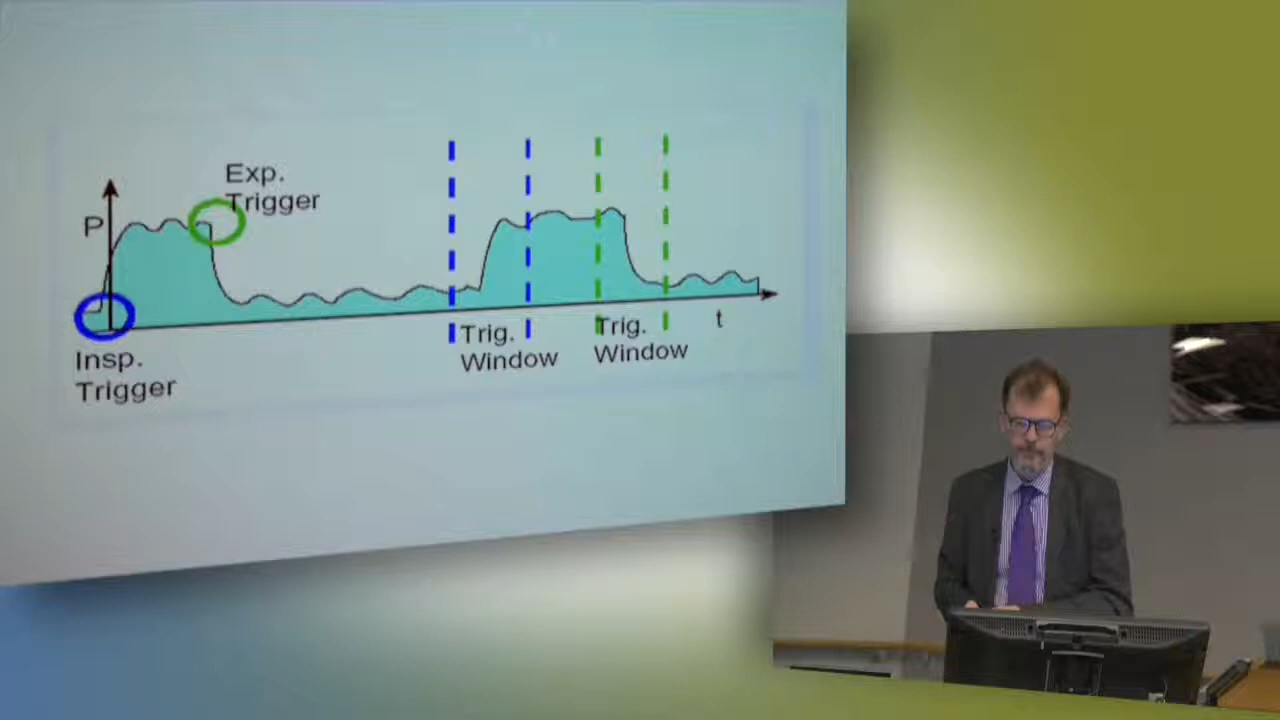 Exp.
Trigger
P
Insp.
Trigger
Trig.
Window
Trig.
Window
t